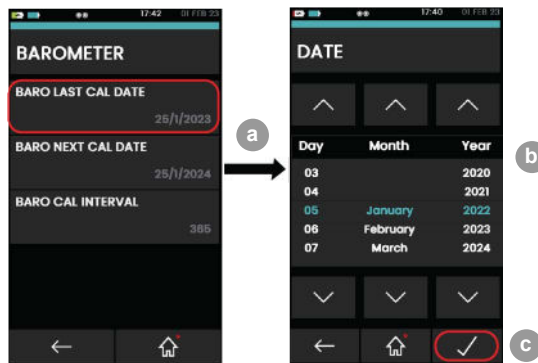 17:42 01 FEB 23
BAROMETER
BARO LAST CAL DATE
25/1/2023
BARO NEXT CAL DATE
25/1/2024
BARO CAL INTERVAL
365
a
17:40 01 FEB 23
DATE
Day Month Year
03 2020
04 2021
05 January 2022
06 February 2023
07 March 2024
b
c